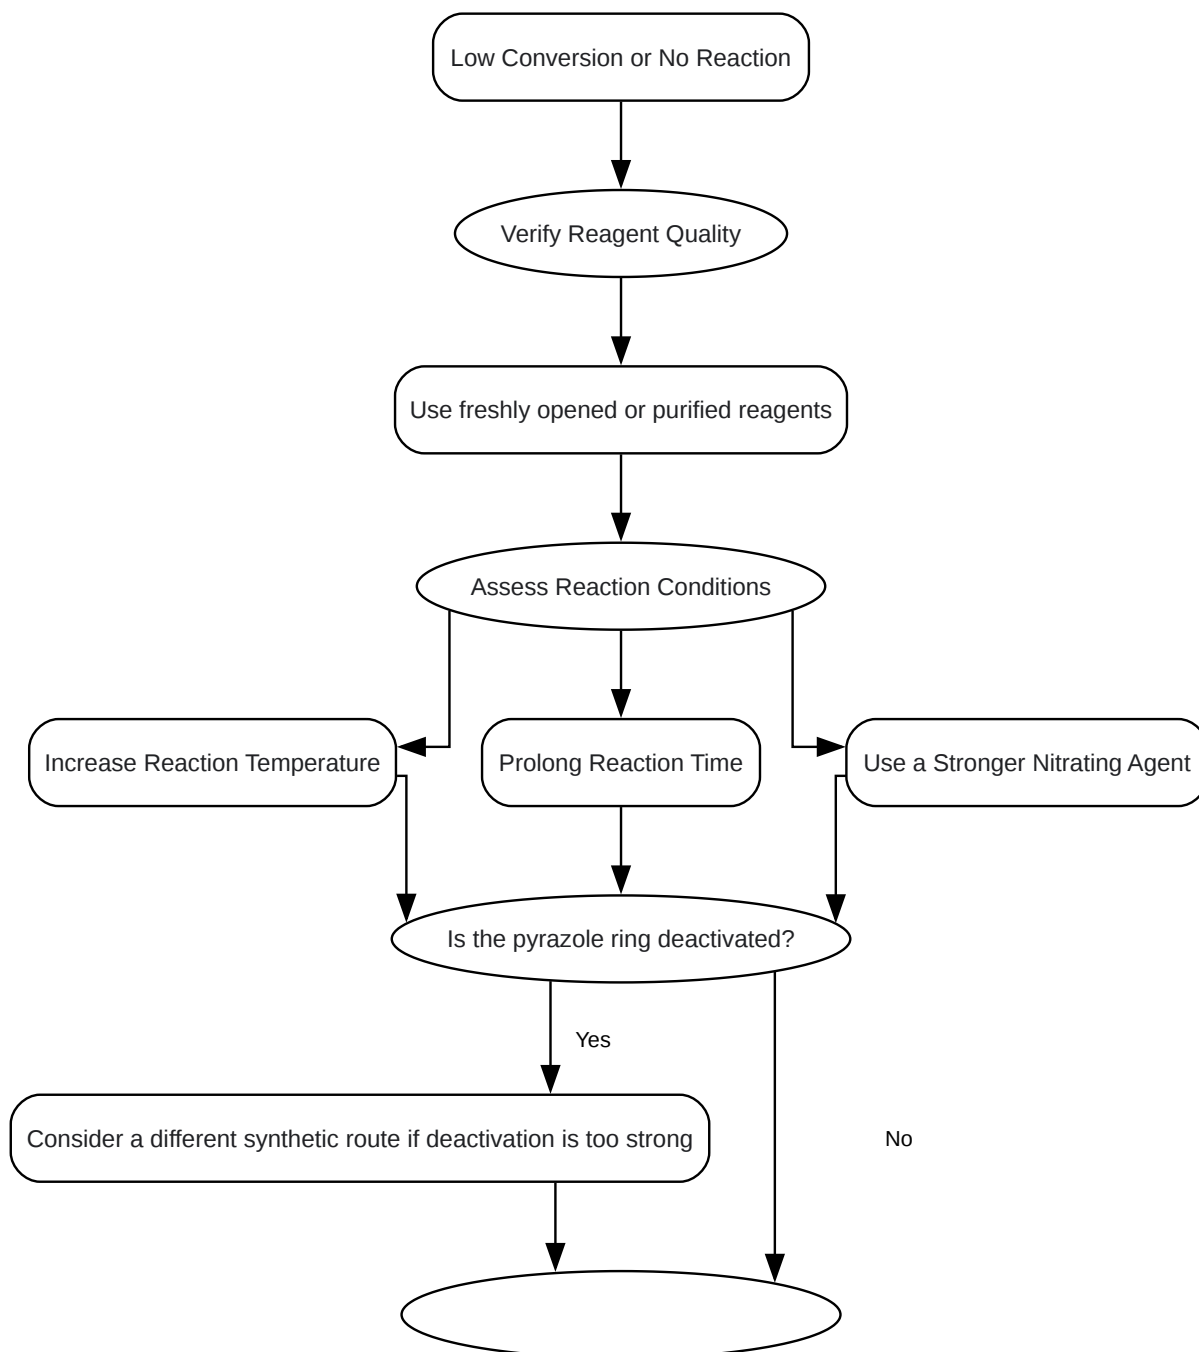 Low Conversion or No Reaction
Verify Reagent Quality
Use freshly opened or purified reagents
Assess Reaction Conditions
Increase Reaction Temperature
Prolong Reaction Time
Use a Stronger Nitrating Agent
Is the pyrazole ring deactivated?
Yes
Consider a different synthetic route if deactivation is too strong
No